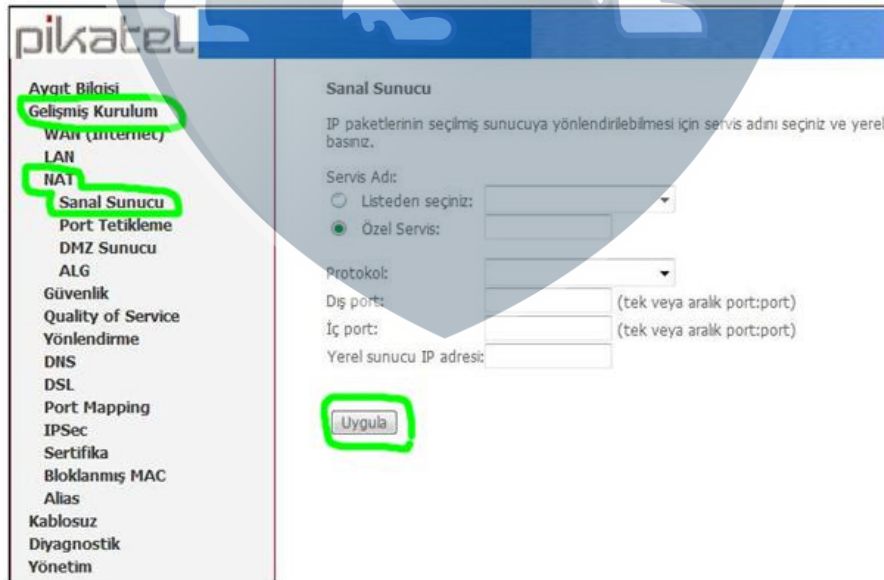 pikatel
Aygıt Bilgisi
Gelişmiş Kurulum
WAN (Internet)
LAN
NAT
Sanal Sunucu
Port Tetikleme
DMZ Sunucu
ALG
Güvenlik
Quality of Service
Yönlendirme
DNS
DSL
Port Mapping
IPSec
Sertifika
Bloklanmış MAC
Alias
Kablosuz
Diyagnostik
Yönetim
Sanal Sunucu
IP paketlerinin seçilmiş sunucuya yönlendirilebilmesi için servis adını seçiniz ve yerel
basınız.
Servis Adı:
Listeden seçiniz:
Özel Servis:
Protokol:
Dış port: (tek veya aralık port:port)
İç port: (tek veya aralık port:port)
Yerel sunucu IP adresi:
Uygula